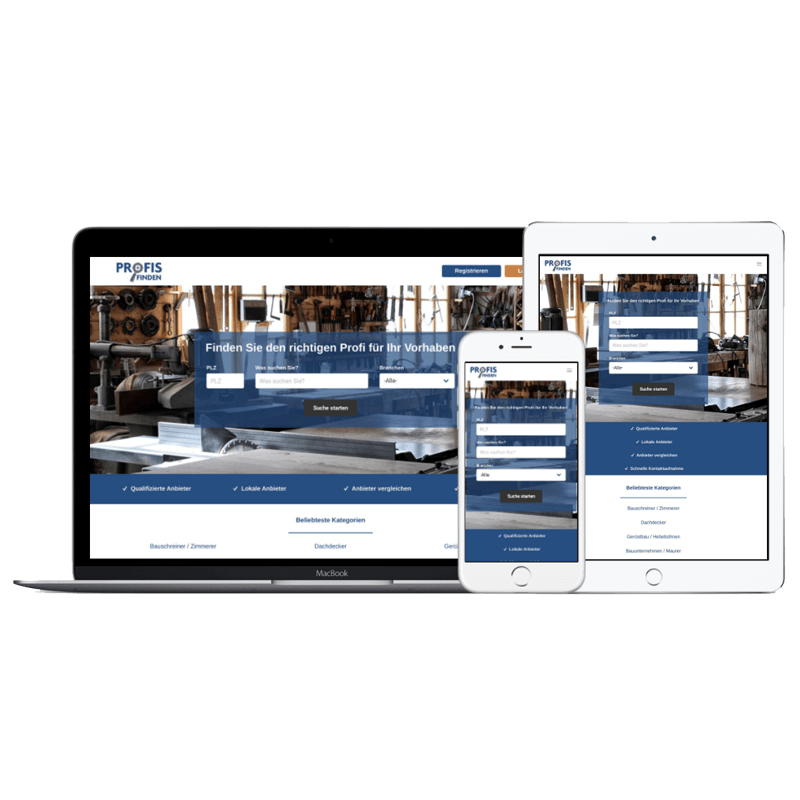 PROFIS
FINDEN
Registrieren
Finden Sie den richtigen Profi für Ihr Vorhaben
PLZ
Was suchen Sie?
Branchen
PLZ
Was suchen Sie?
-Alle-
Suche starten
✓ Qualifizierte Anbieter
✓ Lokale Anbieter
✓ Anbieter vergleichen
✓
Beliebteste Kategorien
Bauschreiner / Zimmerer
Dachdecker
MacBook
PROFIS
FINDEN
Finden Sie den richtigen Profi für Ihr Vorhaben
PLZ
PLZ
Was suchen Sie?
Was suchen Sie?
Branchen
-Alle-
Suche starten
✓ Qualifizierte Anbieter
✓ Lokale Anbieter
PROFIS
FINDEN
Finden Sie den richtigen Profi für Ihr Vorhaben
PLZ
PLZ
Was suchen Sie?
Was suchen Sie?
Branchen
-Alle-
Suche starten
✓ Qualifizierte Anbieter
✓ Lokale Anbieter
✓ Anbieter vergleichen
✓ Schnelle Kontaktaufnahme
Beliebteste Kategorien
Bauschreiner / Zimmerer
Dachdecker
Gerüstbau / Hebebühnen
Bauunternehmen / Maurer